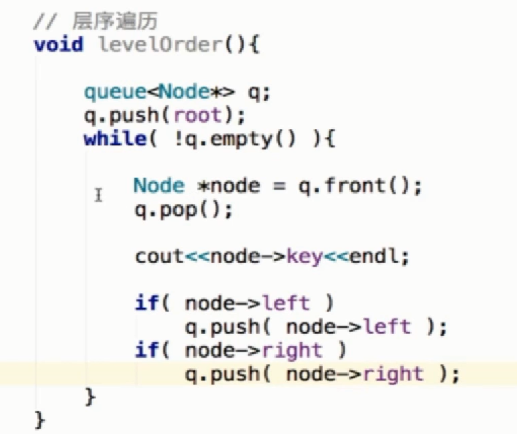 // 层序遍历
void levelOrder(){
queue<Node*> q;
q.push(root);
while( !q.empty() ){
Node *node = q.front();
q.pop();
cout<<node->key<<endl;
if( node->left )
q.push( node->left );
if( node->right )
q.push( node->right );
}
}